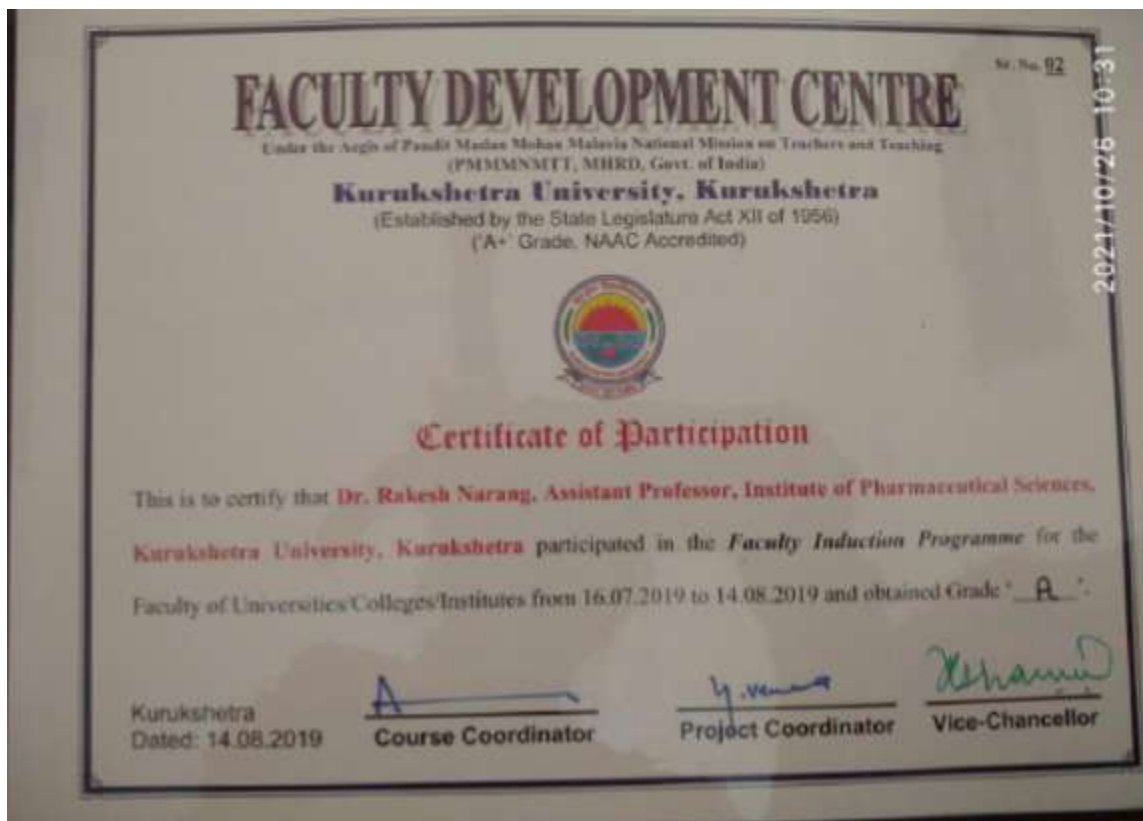 Sr. No. 92
FACULTY DEVELOPMENT CENTRE
Under the Aegis of Pandit Madan Mohan Malavia National Mission on Teachers and Teaching
(PMMMNMTT, MHRD, Govt. of India)
Kurukshetra University, Kurukshetra
(Established by the State Legislature Act XII of 1956)
('A+' Grade, NAAC Accredited)
Certificate of Participation
This is to certify that Dr. Rakesh Narang, Assistant Professor, Institute of Pharmaceutical Sciences,
Kurukshetra University, Kurukshetra participated in the Faculty Induction Programme for the
Faculty of Universities/Colleges/Institutes from 16.07.2019 to 14.08.2019 and obtained Grade ' A '.
Kurukshetra
Dated: 14.08.2019
Course Coordinator
Project Coordinator
Vice-Chancellor
2021/10/26 10:31